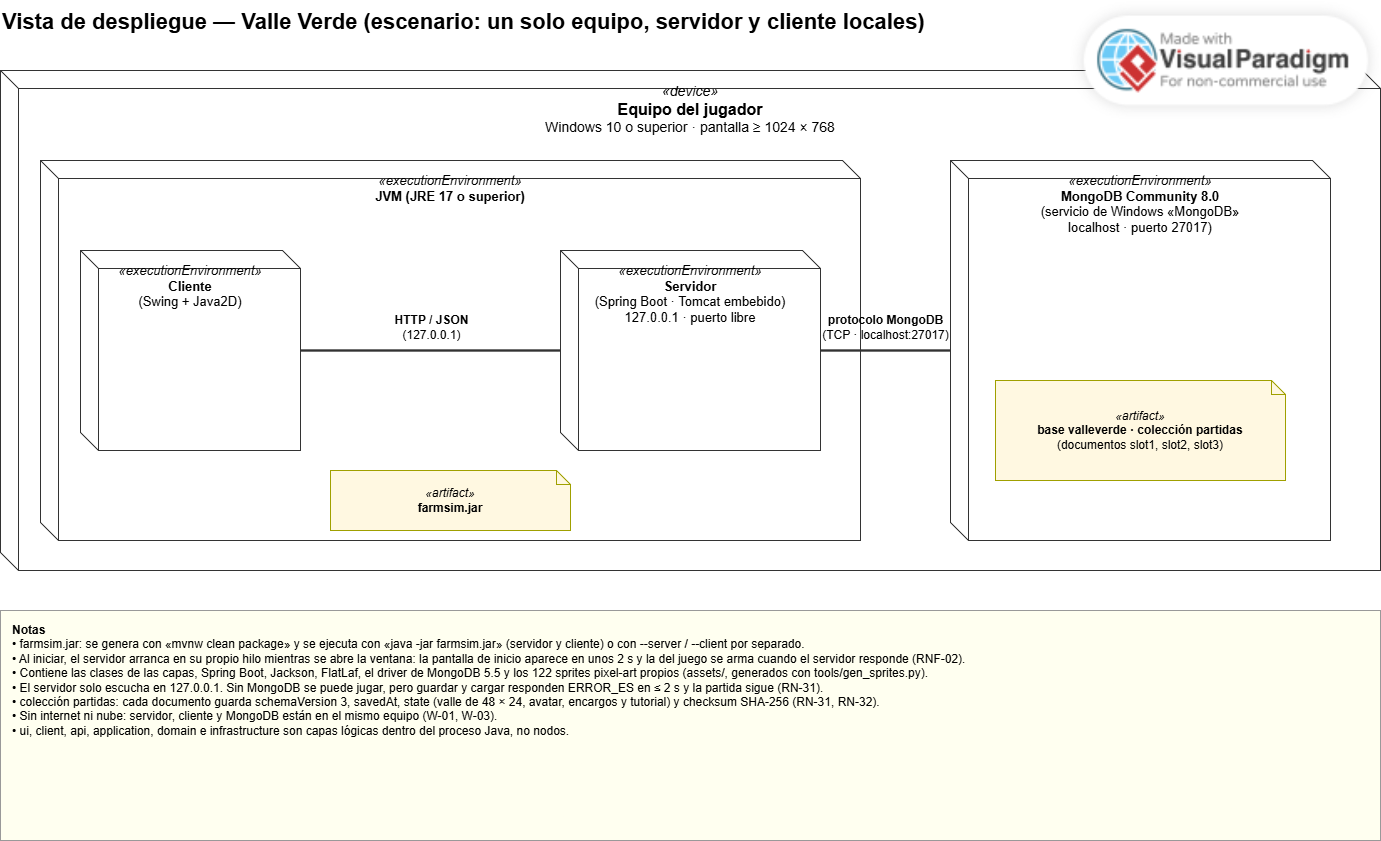 Vista de despliegue — Valle Verde (escenario: un solo equipo, servidor y cliente locales)
Made with
Visual Paradigm
For non-commercial use
«device»
Equipo del jugador
Windows 10 o superior · pantalla ≥ 1024 × 768
«executionEnvironment»
JVM (JRE 17 o superior)
«executionEnvironment»
MongoDB Community 8.0
(servicio de Windows «MongoDB»
localhost · puerto 27017)
«executionEnvironment»
Cliente
(Swing + Java2D)
«executionEnvironment»
Servidor
(Spring Boot · Tomcat embebido)
127.0.0.1 · puerto libre
HTTP / JSON
(127.0.0.1)
protocolo MongoDB
(TCP · localhost:27017)
«artifact»
base valleverde · colección partidas
(documentos slot1, slot2, slot3)
«artifact»
farmsim.jar
Notas
• farmsim.jar: se genera con «mvnw clean package» y se ejecuta con «java -jar farmsim.jar» (servidor y cliente) o con --server / --client por separado.
• Al iniciar, el servidor arranca en su propio hilo mientras se abre la ventana: la pantalla de inicio aparece en unos 2 s y la del juego se arma cuando el servidor responde (RNF-02).
• Contiene las clases de las capas, Spring Boot, Jackson, FlatLaf, el driver de MongoDB 5.5 y los 122 sprites pixel-art propios (assets/, generados con tools/gen_sprites.py).
• El servidor solo escucha en 127.0.0.1. Sin MongoDB se puede jugar, pero guardar y cargar responden ERROR_ES en ≤ 2 s y la partida sigue (RN-31).
• colección partidas: cada documento guarda schemaVersion 3, savedAt, state (valle de 48 × 24, avatar, encargos y tutorial) y checksum SHA-256 (RN-31, RN-32).
• Sin internet ni nube: servidor, cliente y MongoDB están en el mismo equipo (W-01, W-03).
• ui, client, api, application, domain e infrastructure son capas lógicas dentro del proceso Java, no nodos.